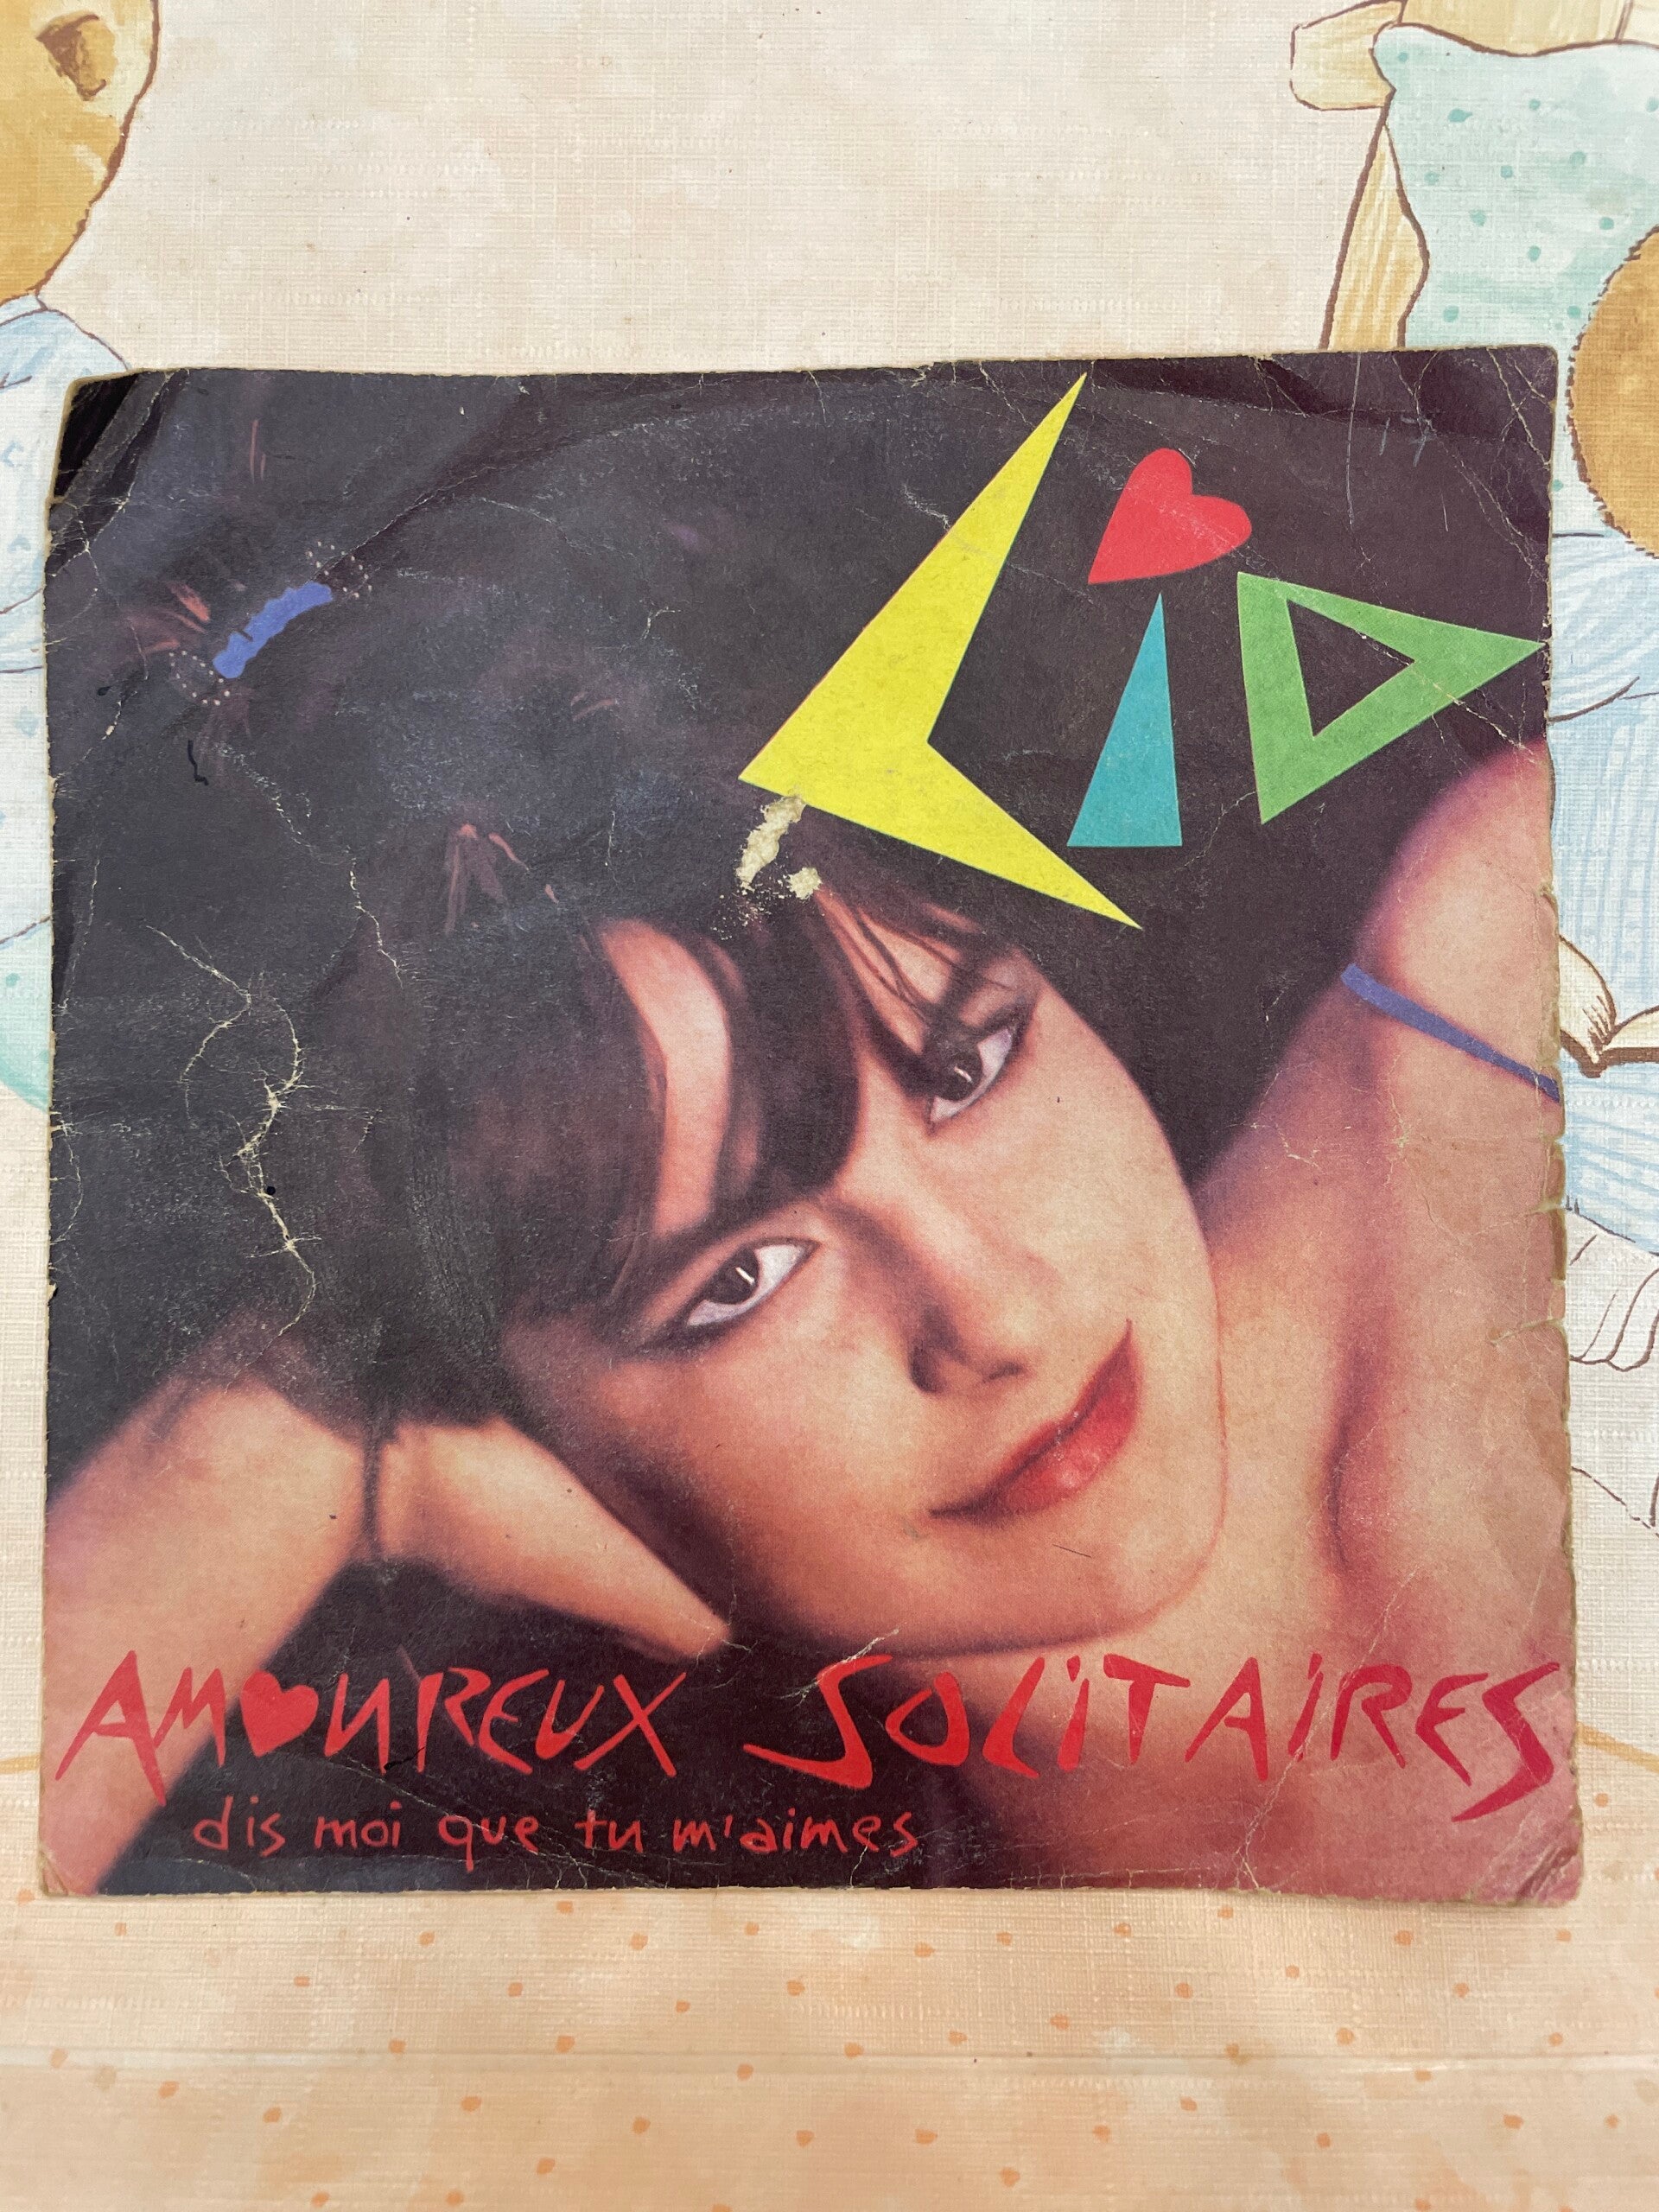 LiO
AMOUREUX SOLiTAiRES
dis moi que tu m'aimes